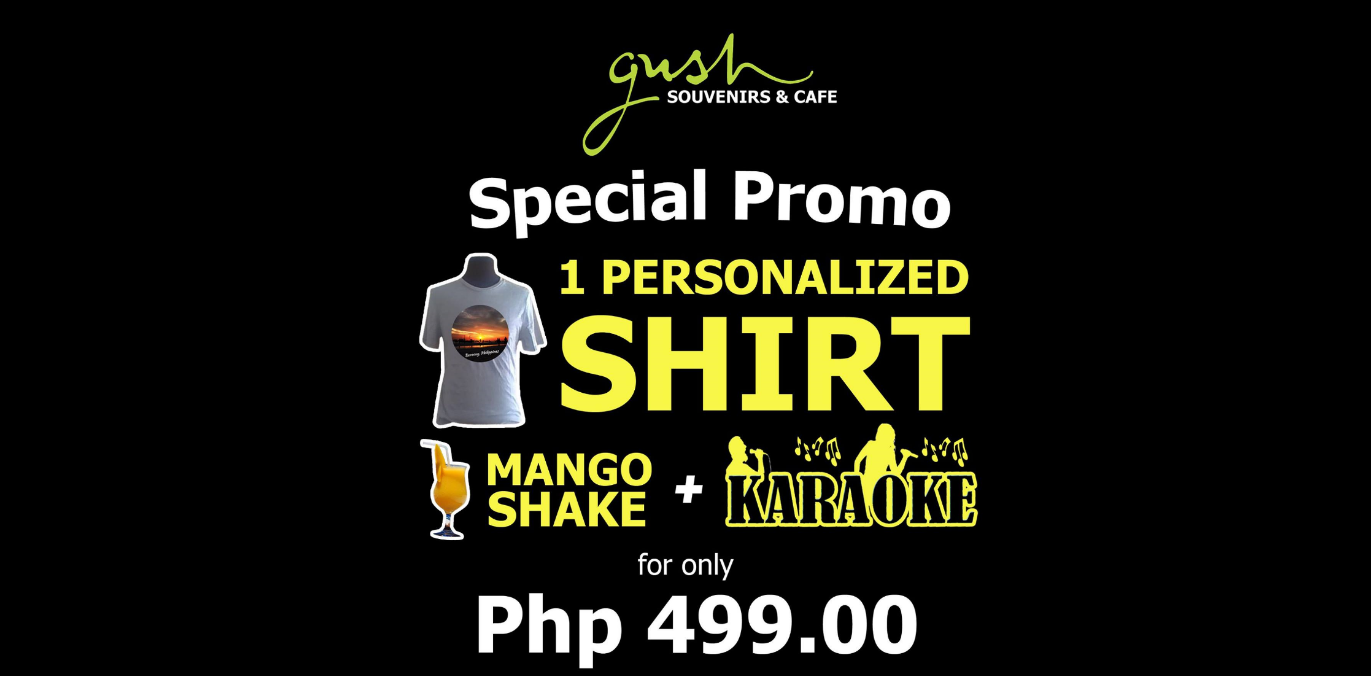 gush
SOUVENIRS & CAFE
Special Promo
1 PERSONALIZED
SHIRT
MANGO
SHAKE
+
KARAOKE
for only
Php 499.00